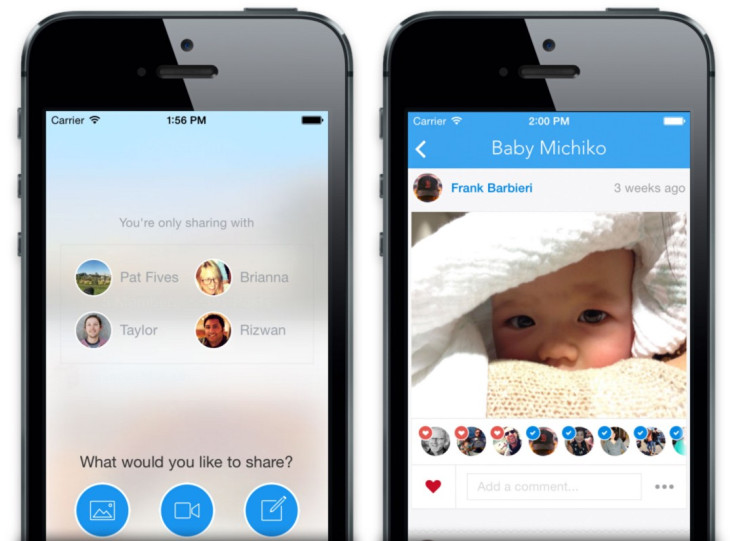 Carrier 1:56 PM
You're only sharing with
Pat Fives Brianna
Taylor Rizwan
What would you like to share?
Carrier 2:00 PM
Baby Michiko
Frank Barbieri 3 weeks ago
Add a comment...